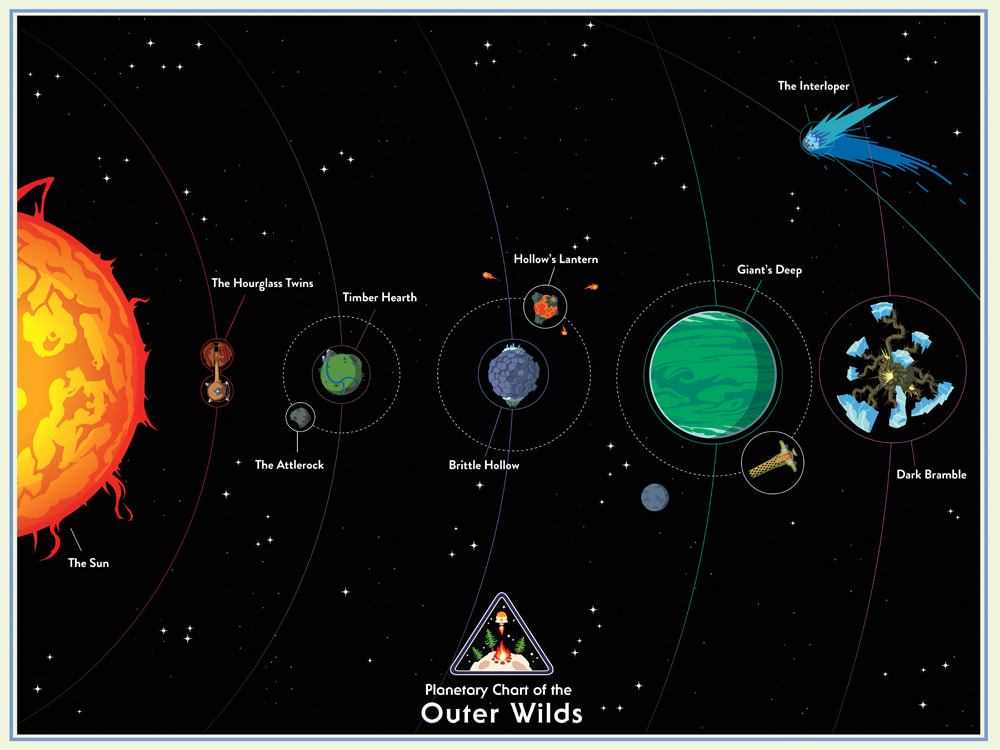 The Interloper
Hollow's Lantern
Giant's Deep
The Hourglass Twins
Timber Hearth
The Attlerock
Brittle Hollow
Dark Bramble
The Sun
Planetary Chart of the
Outer Wilds